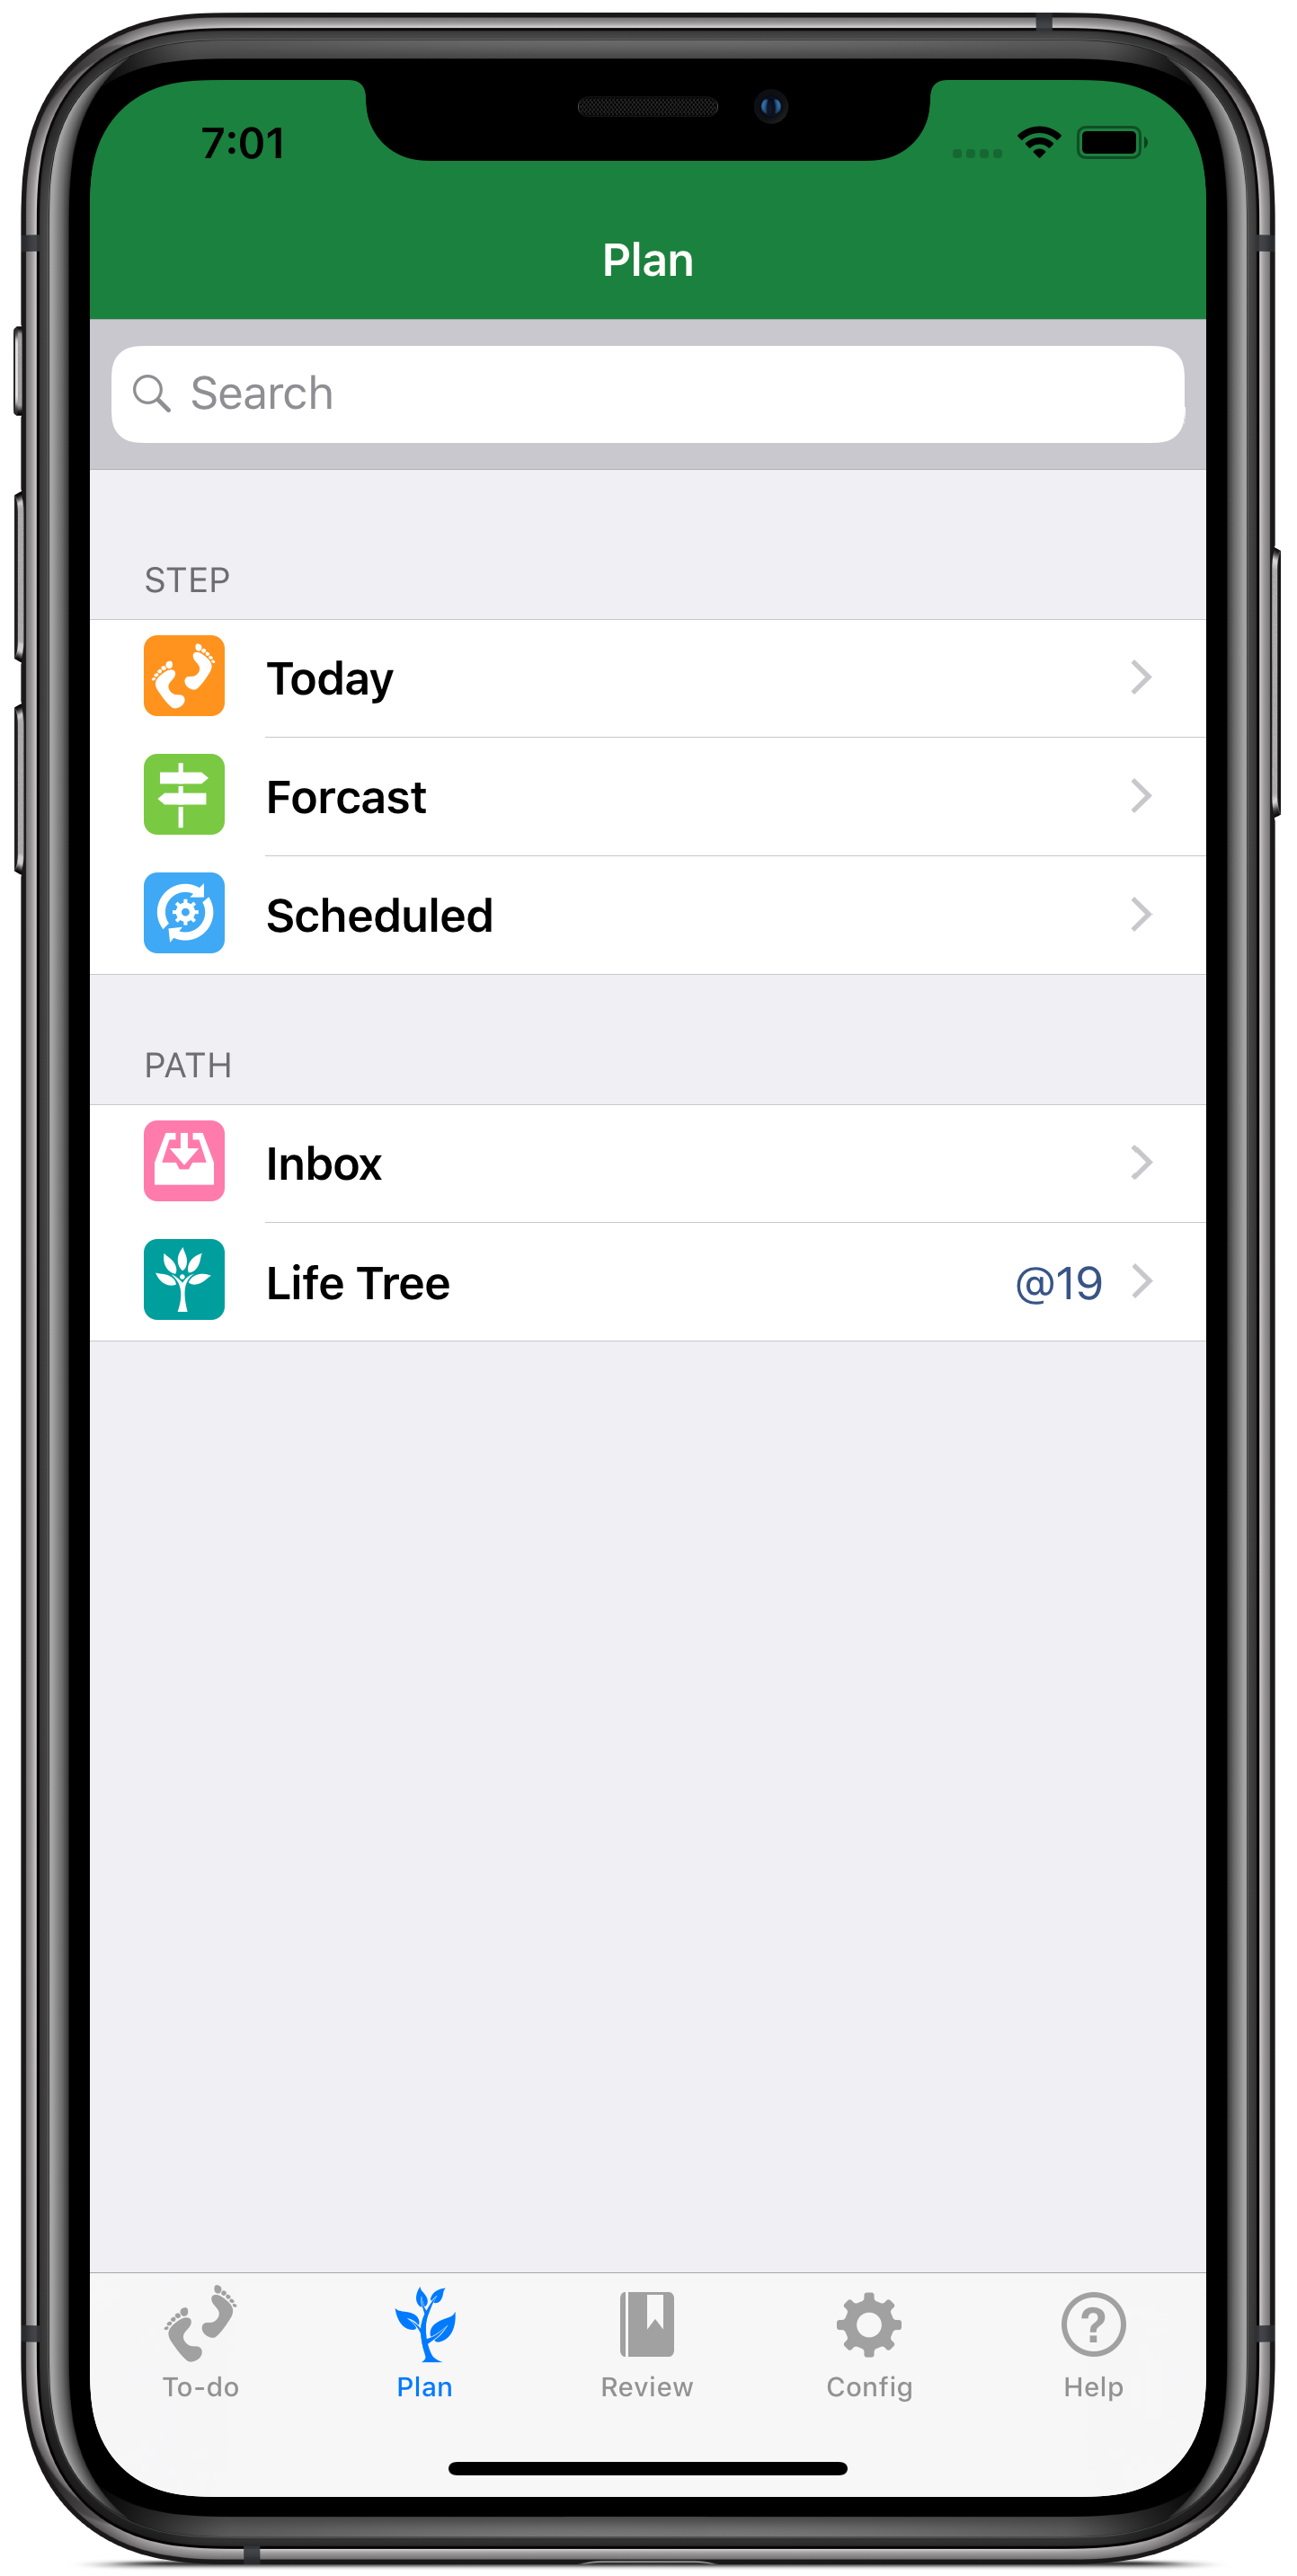 7:01
Plan
Search
STEP
Today
Forcast
Scheduled
PATH
Inbox
Life Tree @19
To-do Plan Review Config Help